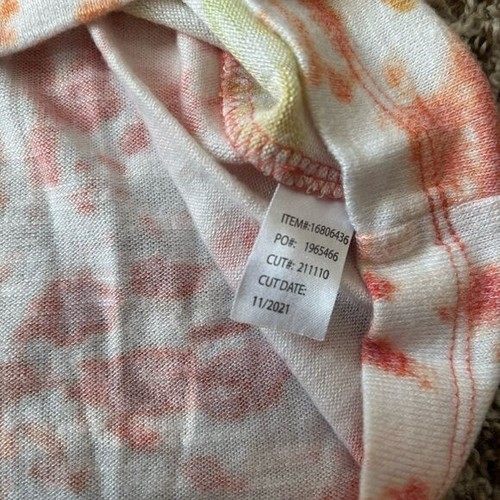 ITEM#:16806436
PO#: 1965466
CUT#: 211110
CUT DATE:
11/2021